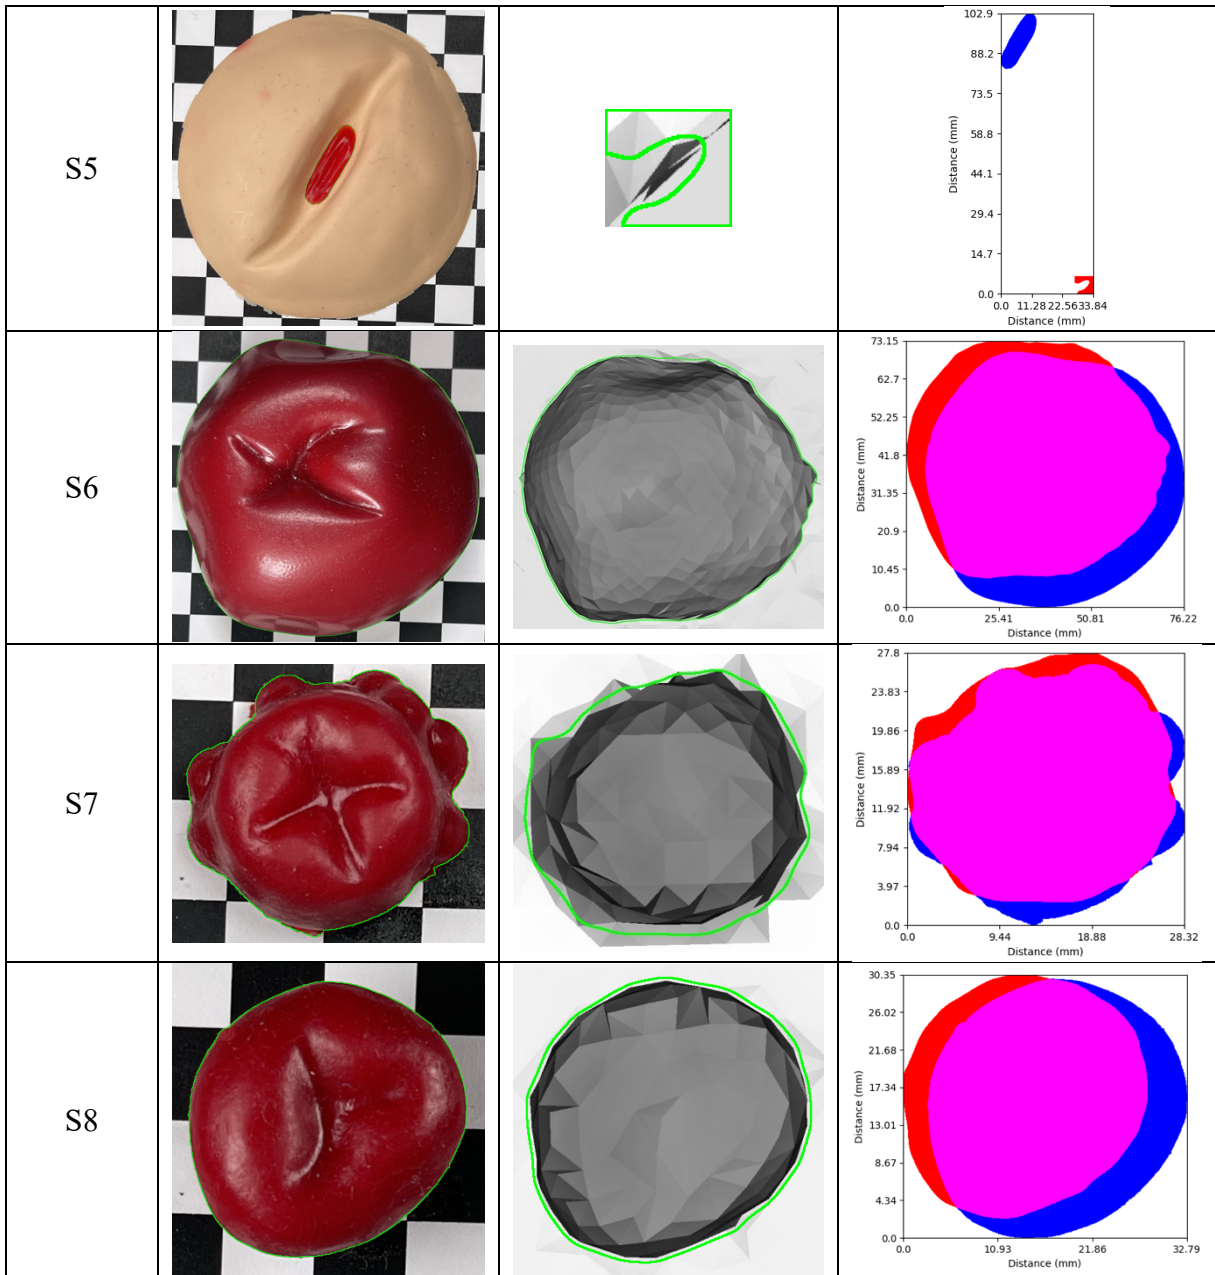 S5
102.9
88.2
73.5
58.8
44.1
29.4
14.7
0.0
Distance (mm)
0.0 11.28 22.56 33.84
Distance (mm)
S6
73.15
62.7
52.25
41.8
31.35
20.9
10.45
0.0
Distance (mm)
0.0 25.41 50.81 76.22
Distance (mm)
S7
27.8
23.83
19.86
15.89
11.92
7.94
3.97
0.0
Distance (mm)
0.0 9.44 18.88 28.32
Distance (mm)
S8
30.35
26.02
21.68
17.34
13.01
8.67
4.34
0.0
Distance (mm)
0.0 10.93 21.86 32.79
Distance (mm)